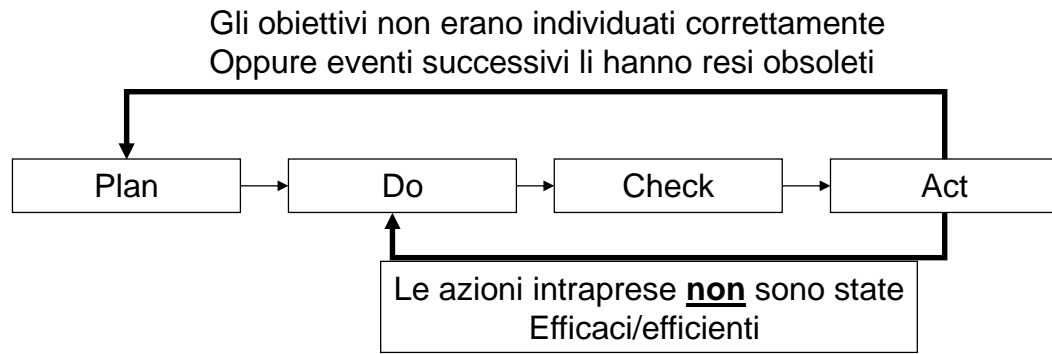 Gli obiettivi non erano individuati correttamente
Oppure eventi successivi li hanno resi obsoleti
Plan
Do
Check
Act
Le azioni intraprese non sono state
Efficaci/efficienti